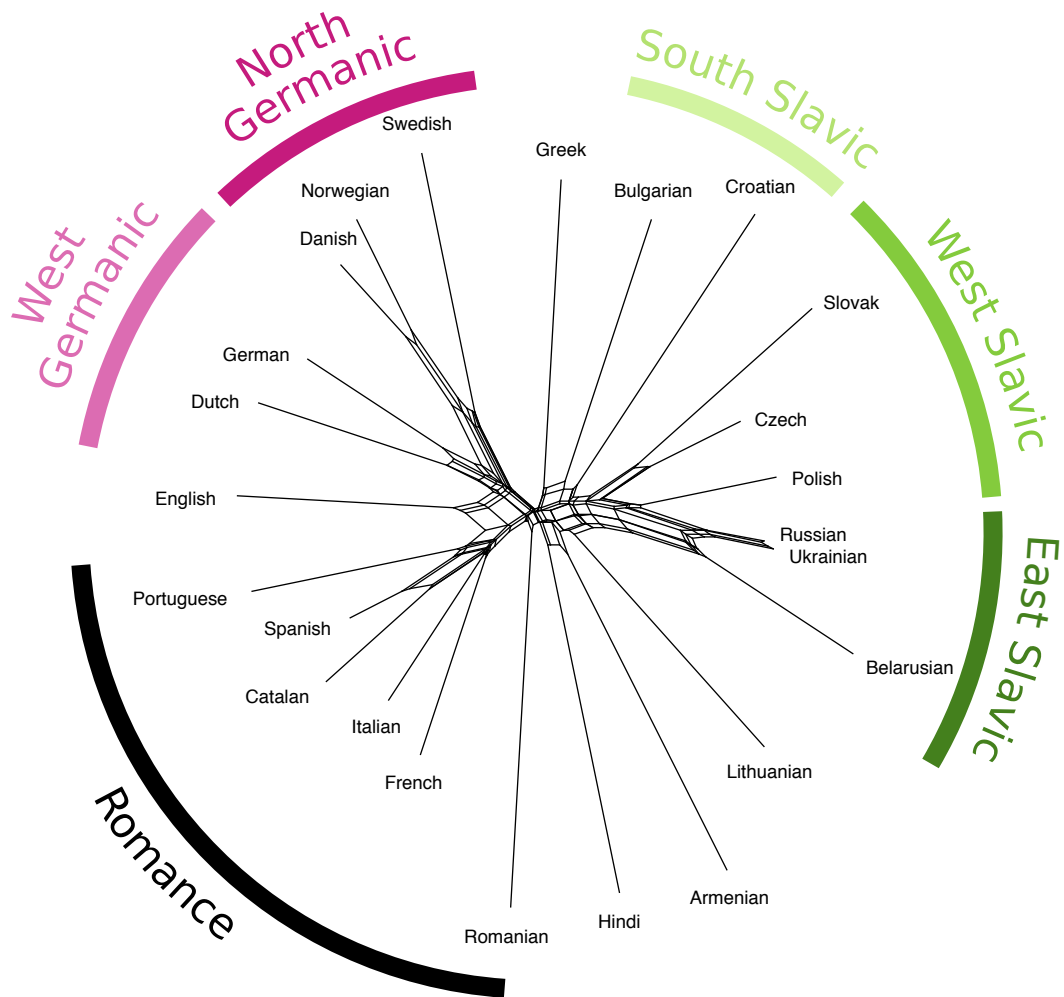 North
Germanic
South Slavic
West
Germanic
West Slavic
East Slavic
Romance
Swedish
Norwegian
Danish
German
Dutch
English
Portuguese
Spanish
Catalan
Italian
French
Romanian
Hindi
Armenian
Lithuanian
Belarusian
Ukrainian
Russian
Polish
Czech
Slovak
Croatian
Bulgarian
Greek